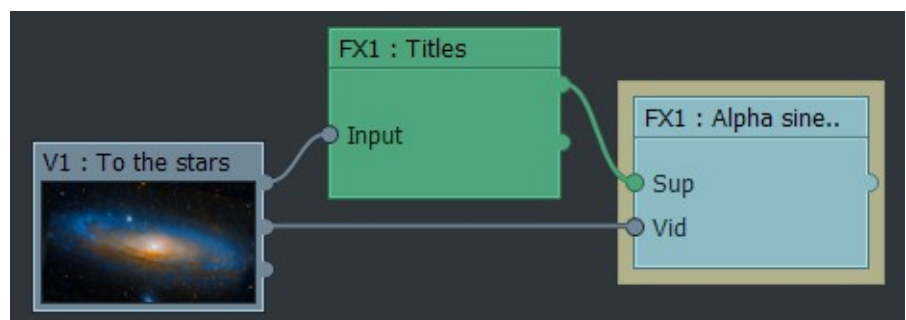 FX1 : Titles
Input
V1 : To the stars
FX1 : Alpha sine..
Sup
Vid